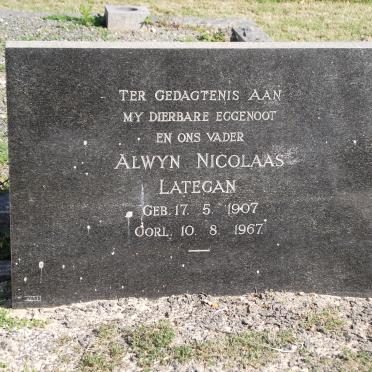 TER GEDAGTENIS AAN
MY DIERBARE EGGENOOT
EN ONS VADER
ALWYN NICOLAAS
LATEGAN
GEB. 17. 5. 1907
OORL. 10. 8. 1967